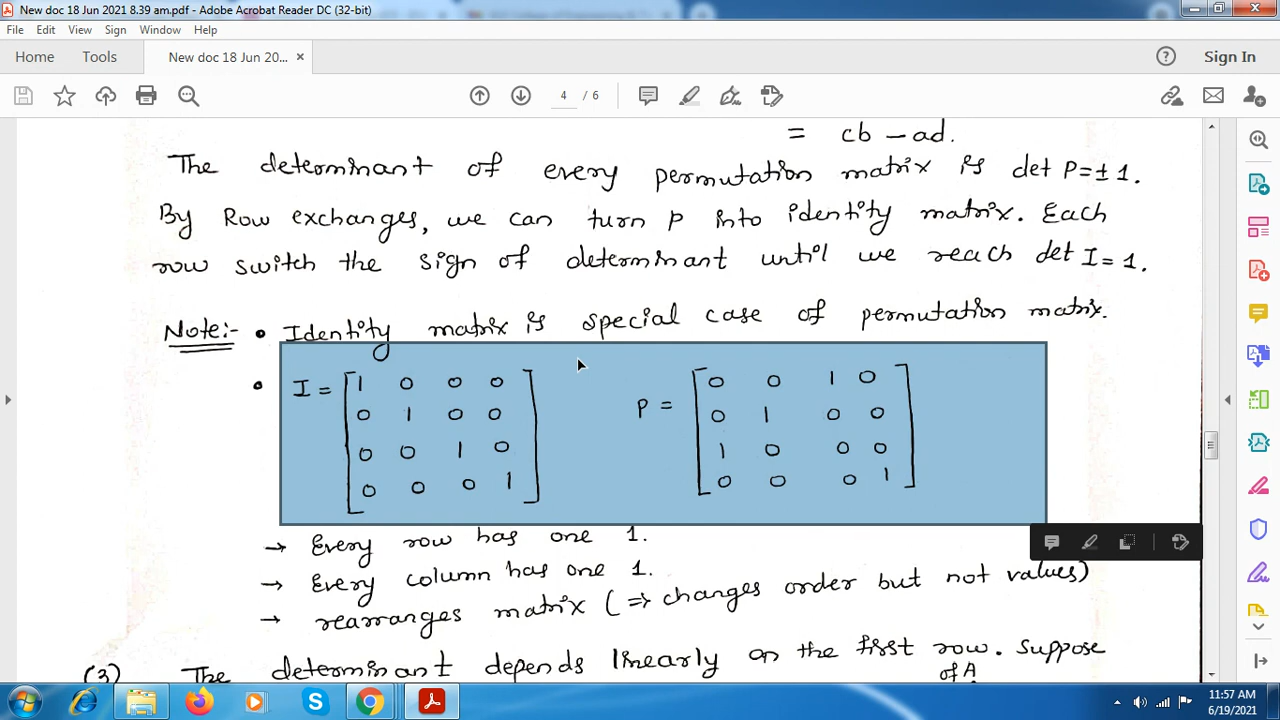 New doc 18 Jun 2021 8.39 am.pdf - Adobe Acrobat Reader DC (32-bit)
File Edit View Sign Window Help
Home Tools New doc 18 Jun 20... × Sign In
4 / 6
= cb - ad.
The determinant of every permutation matrix is det P = ± 1.
By Row exchanges, we can turn P into identity matrix. Each
row switch the sign of determinant until we reach det I = 1.
Note:- • Identity matrix is special case of permutation matrix.
• I = [1 0 0 0 P = [0 0 1 0
0 1 0 0 0 1 0 0
0 0 1 0 1 0 0 0
0 0 0 1] 0 0 0 1]
→ Every row has one 1.
→ Every column has one 1.
→ rearranges matrix (⇒ changes order but not values)
(3) The determinant depends linearly on the first row. Suppose
of A
11:57 AM
6/19/2021